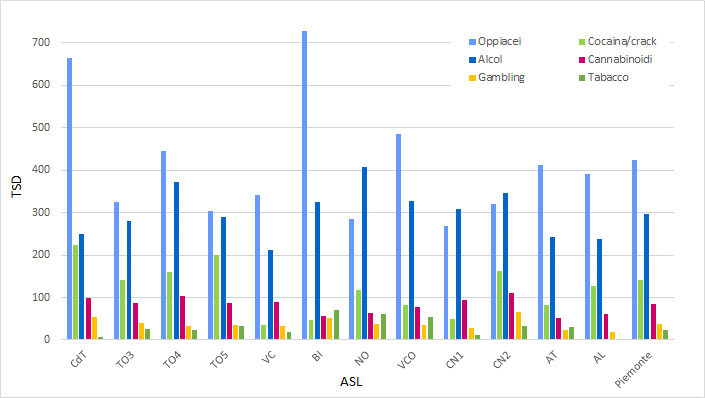 700
600
500
400
300
200
100
0
TSD
Oppiacei Cocaina/crack
Alcol Cannabinoidi
Gambling Tabacco
CdT TO3 TO4 TO5 VC BI NO VCO CN1 CN2 AT AL Piemonte
ASL